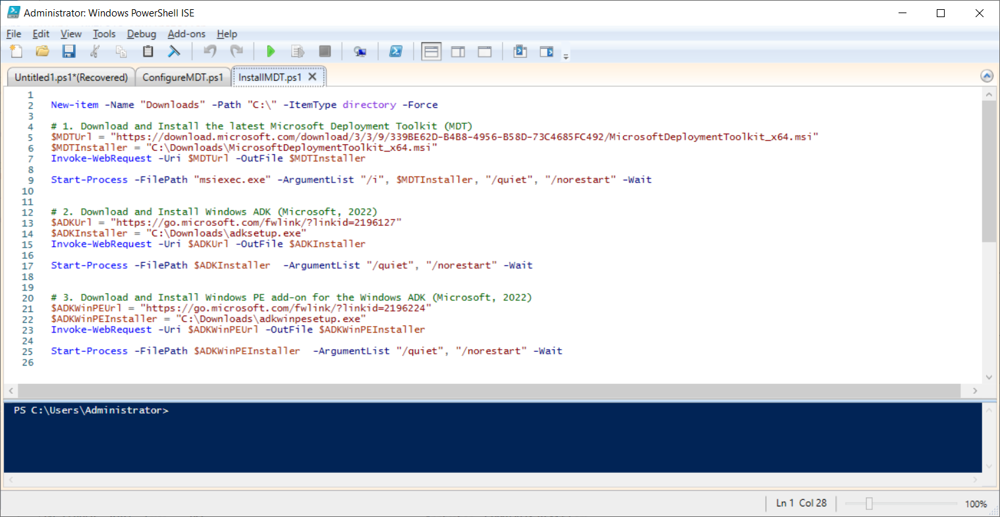 Administrator: Windows PowerShell ISE
File Edit View Tools Debug Add-ons Help
Untitled1.ps1*(Recovered) ConfigureMDT.ps1 InstallMDT.ps1
1
2 New-item -Name "Downloads" -Path "C:\" -ItemType directory -Force
3
4 # 1. Download and Install the latest Microsoft Deployment Toolkit (MDT)
5 $MDTUrl = "https://download.microsoft.com/download/3/3/9/339BE62D-B4B8-4956-B58D-73C4685FC492/MicrosoftDeploymentToolkit_x64.msi"
6 $MDTInstaller = "C:\Downloads\MicrosoftDeploymentToolkit_x64.msi"
7 Invoke-WebRequest -Uri $MDTUrl -OutFile $MDTInstaller
8
9 Start-Process -FilePath "msiexec.exe" -ArgumentList "/i", $MDTInstaller, "/quiet", "/norestart" -Wait
10
11
12 # 2. Download and Install Windows ADK (Microsoft, 2022)
13 $ADKUrl = "https://go.microsoft.com/fwlink/?linkid=2196127"
14 $ADKInstaller = "C:\Downloads\adksetup.exe"
15 Invoke-WebRequest -Uri $ADKUrl -OutFile $ADKInstaller
16
17 Start-Process -FilePath $ADKInstaller  -ArgumentList "/quiet", "/norestart" -Wait
18
19
20 # 3. Download and Install Windows PE add-on for the Windows ADK (Microsoft, 2022)
21 $ADKWinPEUrl = "https://go.microsoft.com/fwlink/?linkid=2196224"
22 $ADKWinPEInstaller = "C:\Downloads\adkwinpesetup.exe"
23 Invoke-WebRequest -Uri $ADKWinPEUrl -OutFile $ADKWinPEInstaller
24
25 Start-Process -FilePath $ADKWinPEInstaller  -ArgumentList "/quiet", "/norestart" -Wait
26
PS C:\Users\Administrator>
Ln 1 Col 28 100%